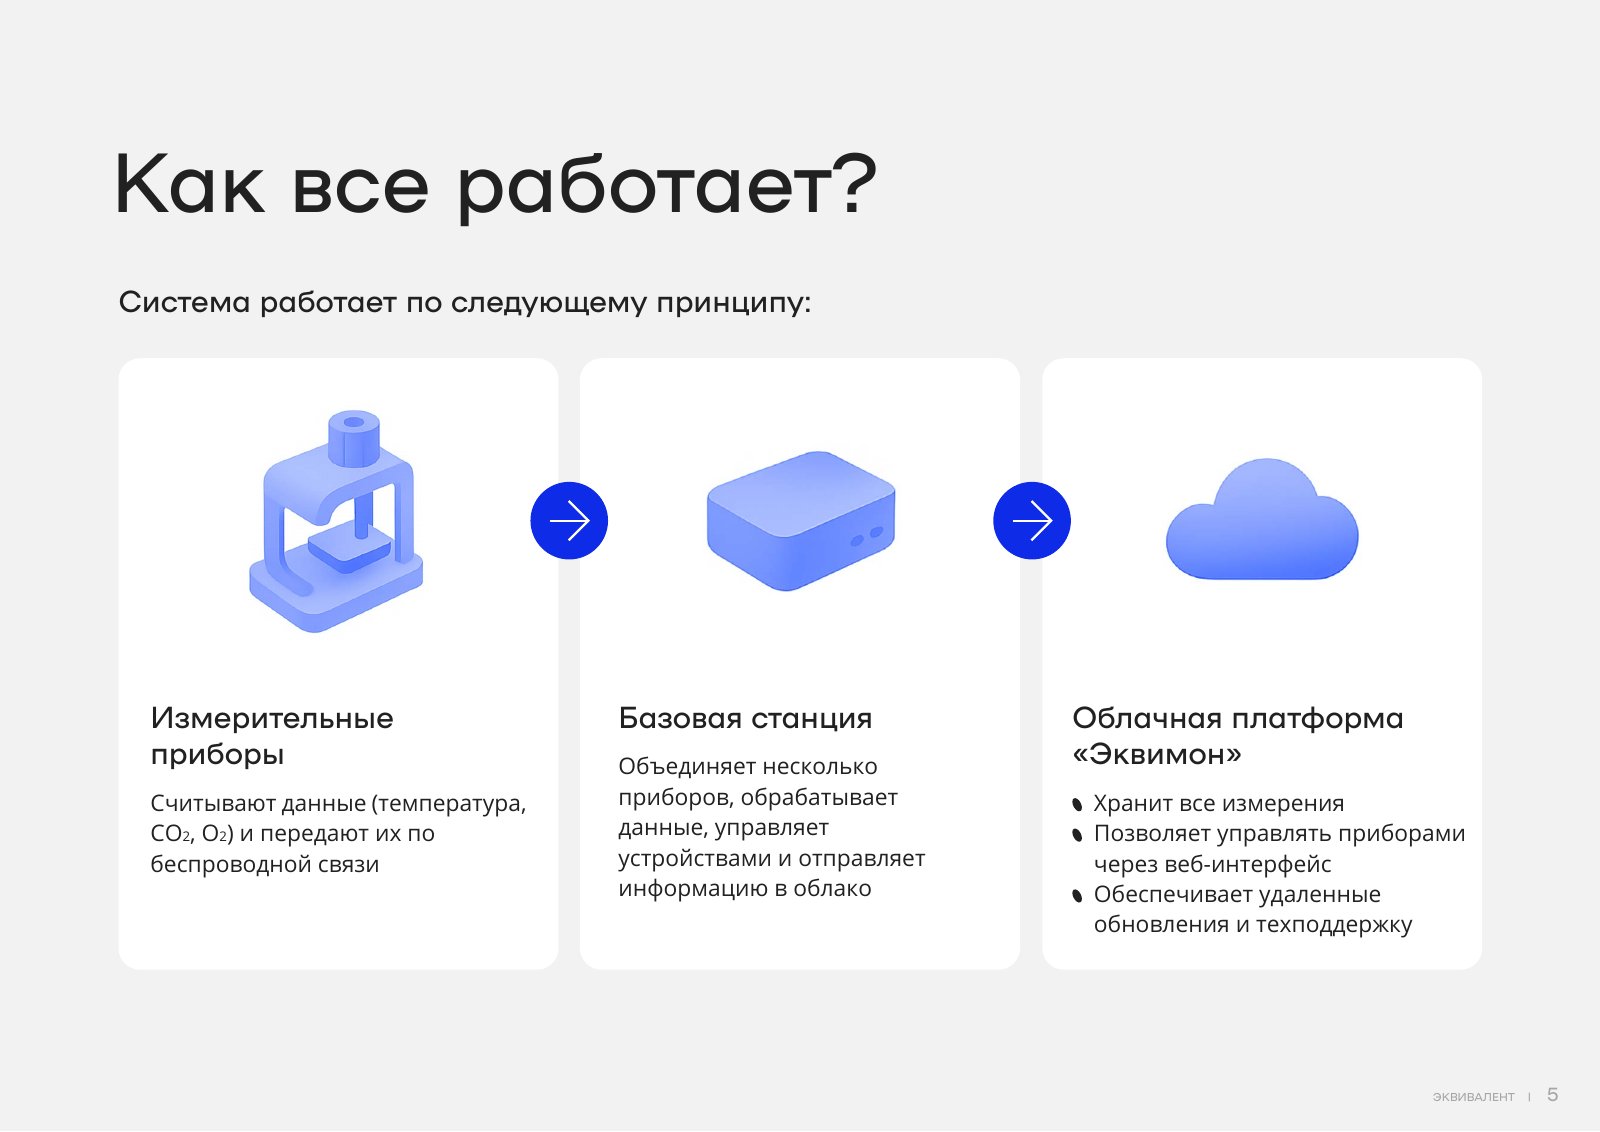 Как все работает?
Система работает по следующему принципу:
Измерительные
приборы
Считывают данные (температура,
CO₂, O₂) и передают их по
беспроводной связи
Базовая станция
Объединяет несколько
приборов, обрабатывает
данные, управляет
устройствами и отправляет
информацию в облако
Облачная платформа
«Эквимон»
Хранит все измерения
Позволяет управлять приборами
через веб-интерфейс
Обеспечивает удаленные
обновления и техподдержку
ЭКВИВАЛЕНТ | 5